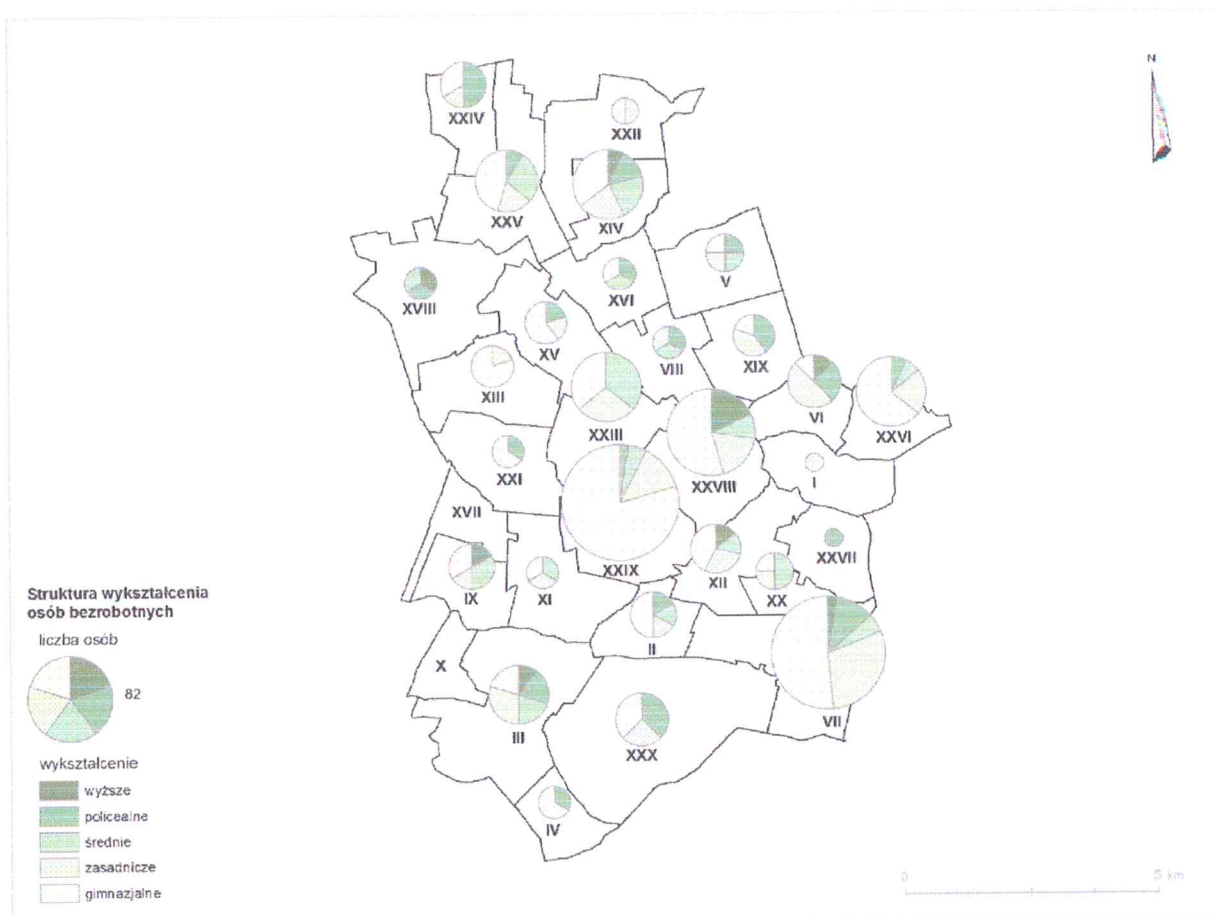 N
XXIV
XXII
XXV
XIV
V
XVI
XVIII
XV
VIII
XIX
XIII
VI
XXVI
XXIII
XXVIII
I
XXI
XVII
XXIX
XXVII
XII
XX
IX
XI
II
X
III
VII
XXX
IV
Struktura wykształcenia
osób bezrobotnych
liczba osób
82
wykształcenie
wyższe
policealne
średnie
zasadnicze
gimnazjalne
0 5 km